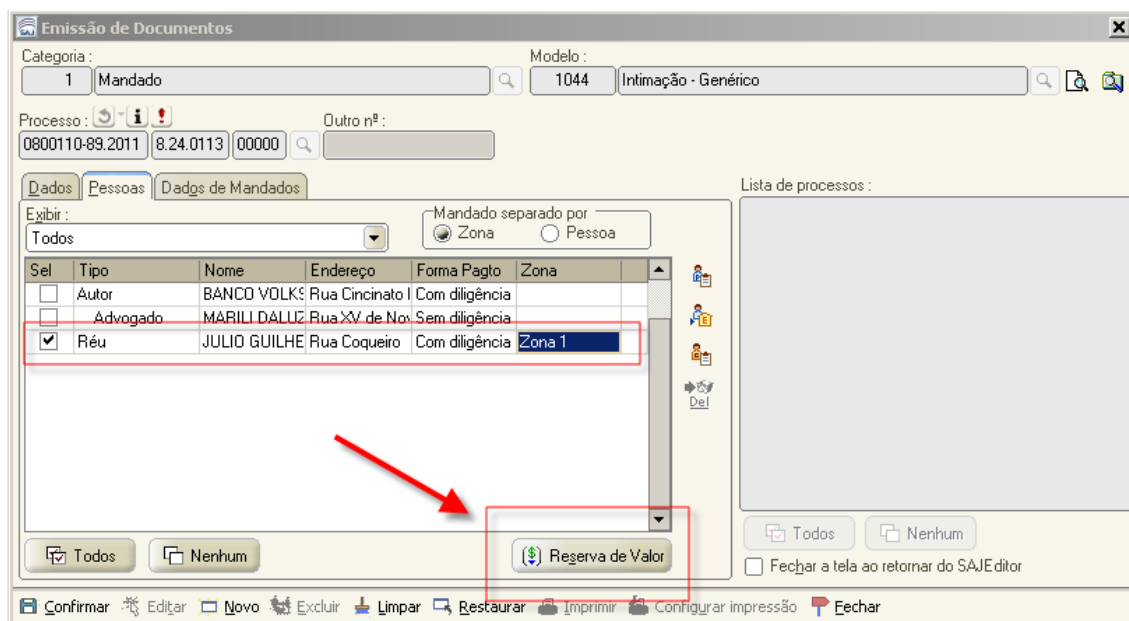 Emissão de Documentos
Categoria : Modelo :
1 Mandado 1044 Intimação - Genérico
Processo : Outro nº :
0800110-89.2011 8.24.0113 00000
Dados Pessoas Dados de Mandados Lista de processos :
Exibir : Mandado separado por
Todos Zona Pessoa
Sel Tipo Nome Endereço Forma Pagto Zona
Autor BANCO VOLKS Rua Cincinato Com diligência
Advogado MARILI DALUZ Rua XV de Nov Sem diligência
Réu JULIO GUILHE Rua Coqueiro Com diligência Zona 1
Del
Todos Nenhum
Todos Nenhum Reserva de Valor
Fechar a tela ao retornar do SAJEditor
Confirmar Editar Novo Excluir Limpar Restaurar Imprimir Configurar impressão Fechar